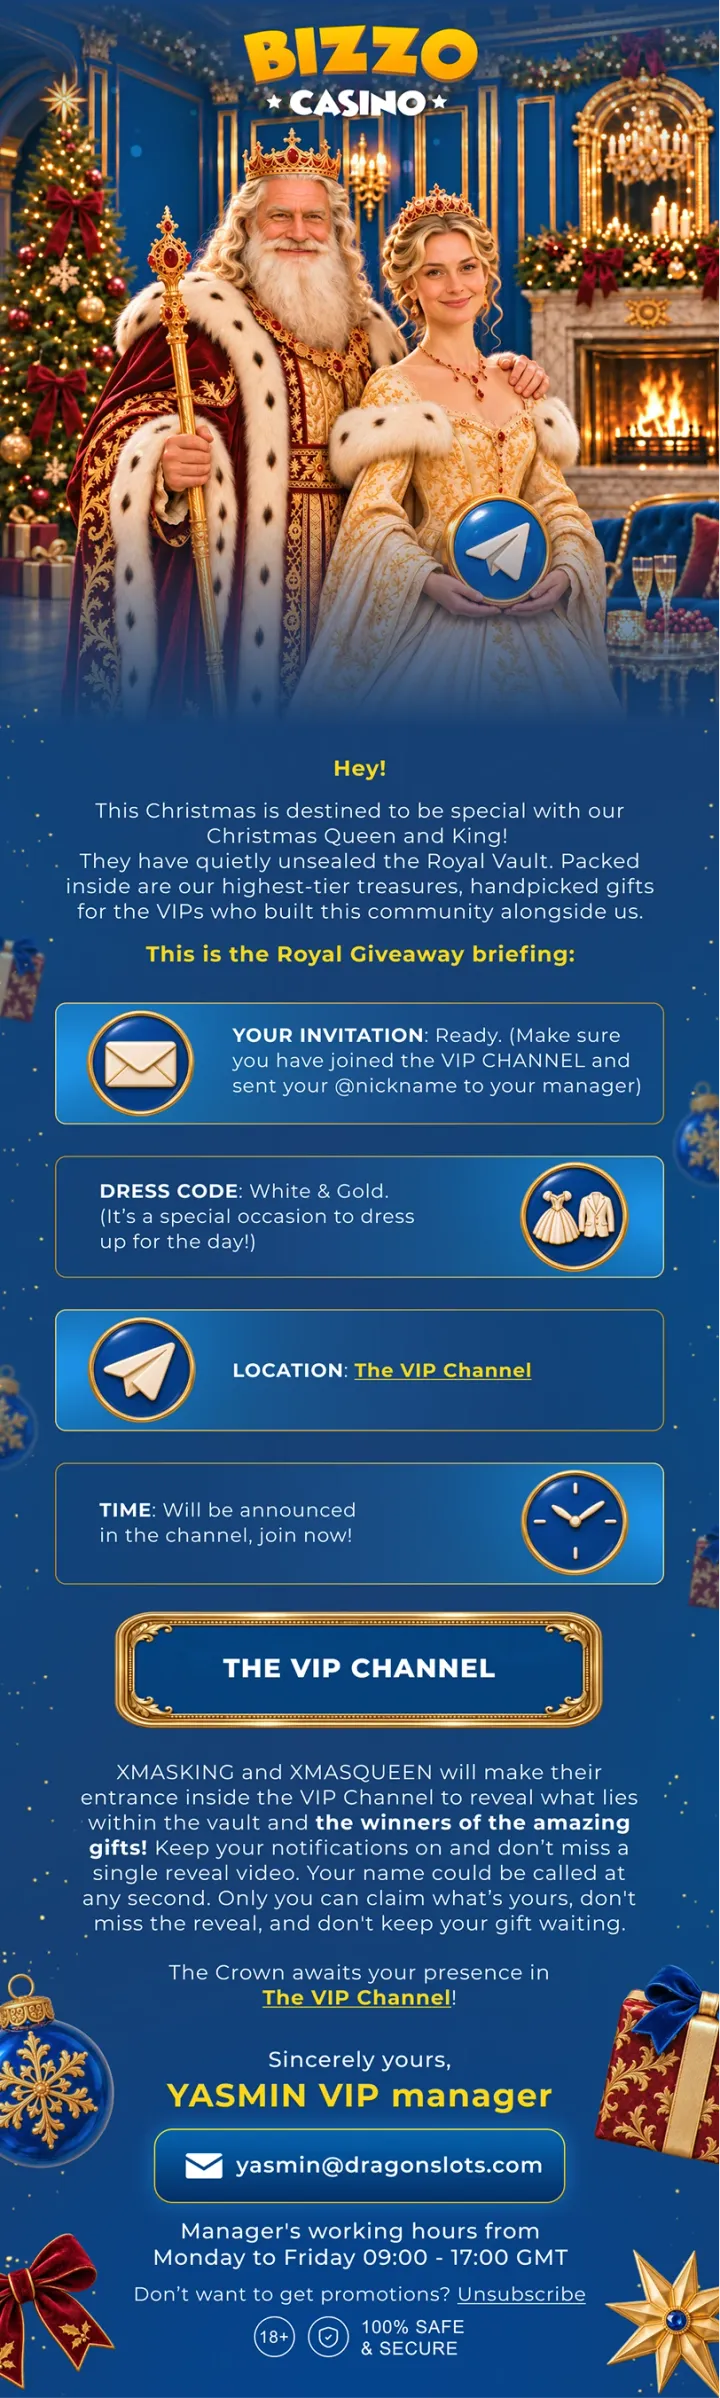 BIZZO
CASINO
Hey!
This Christmas is destined to be special with our
Christmas Queen and King!
They have quietly unsealed the Royal Vault. Packed
inside are our highest-tier treasures, handpicked gifts
for the VIPs who built this community alongside us.
This is the Royal Giveaway briefing:
YOUR INVITATION: Ready. (Make sure
you have joined the VIP CHANNEL and
sent your @nickname to your manager)
DRESS CODE: White & Gold.
(It’s a special occasion to dress
up for the day!)
LOCATION: The VIP Channel
TIME: Will be announced
in the channel, join now!
THE VIP CHANNEL
XMASKING and XMASQUEEN will make their
entrance inside the VIP Channel to reveal what lies
within the vault and the winners of the amazing
gifts! Keep your notifications on and don’t miss a
single reveal video. Your name could be called at
any second. Only you can claim what’s yours, don't
miss the reveal, and don't keep your gift waiting.
The Crown awaits your presence in
The VIP Channel!
Sincerely yours,
YASMIN VIP manager
yasmin@dragonslots.com
Manager's working hours from
Monday to Friday 09:00 - 17:00 GMT
Don’t want to get promotions? Unsubscribe
18+
100% SAFE
& SECURE